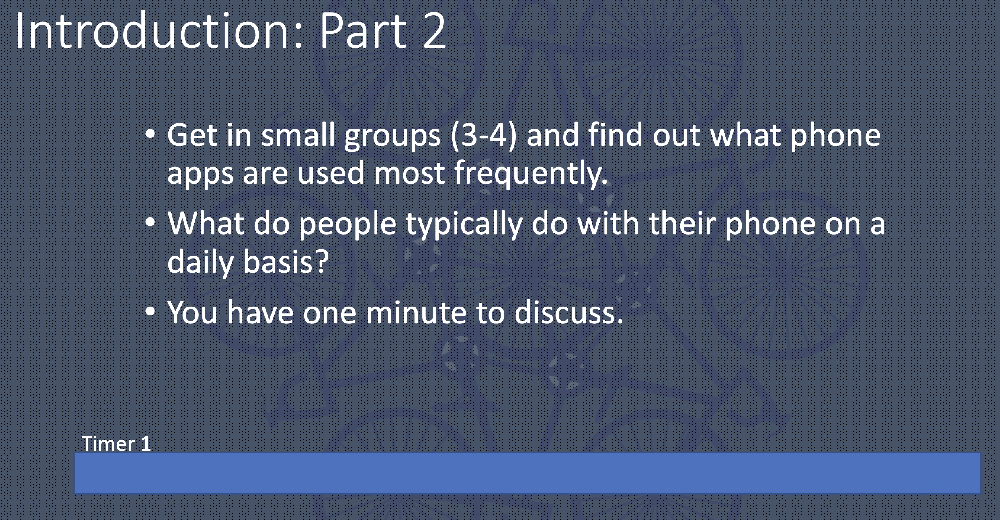 Introduction: Part 2
• Get in small groups (3-4) and find out what phone
apps are used most frequently.
• What do people typically do with their phone on a
daily basis?
• You have one minute to discuss.
Timer 1